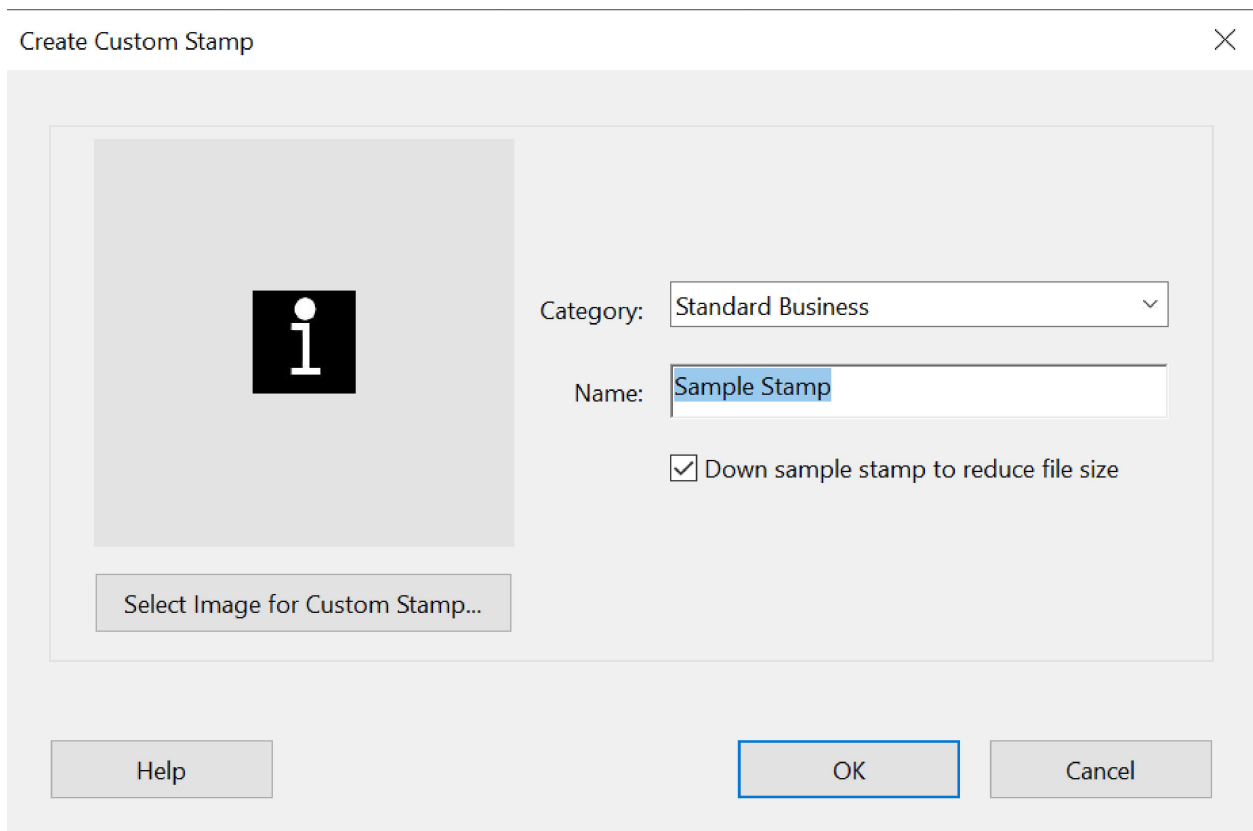 Create Custom Stamp
i
Category:
Standard Business
Name:
Sample Stamp
Down sample stamp to reduce file size
Select Image for Custom Stamp...
Help
OK
Cancel